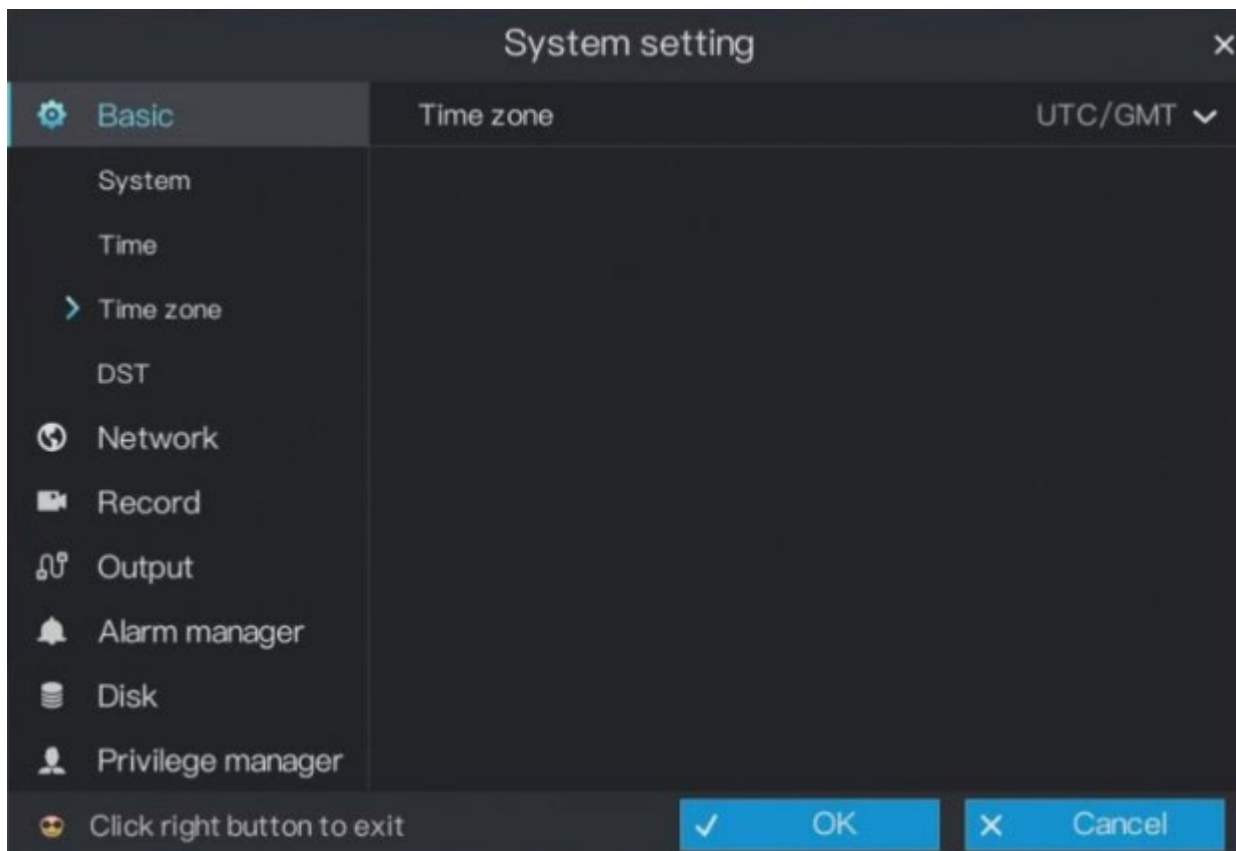 System setting
Basic
Time zone
UTC/GMT
System
Time
Time zone
DST
Network
Record
Output
Alarm manager
Disk
Privilege manager
Click right button to exit
OK
Cancel